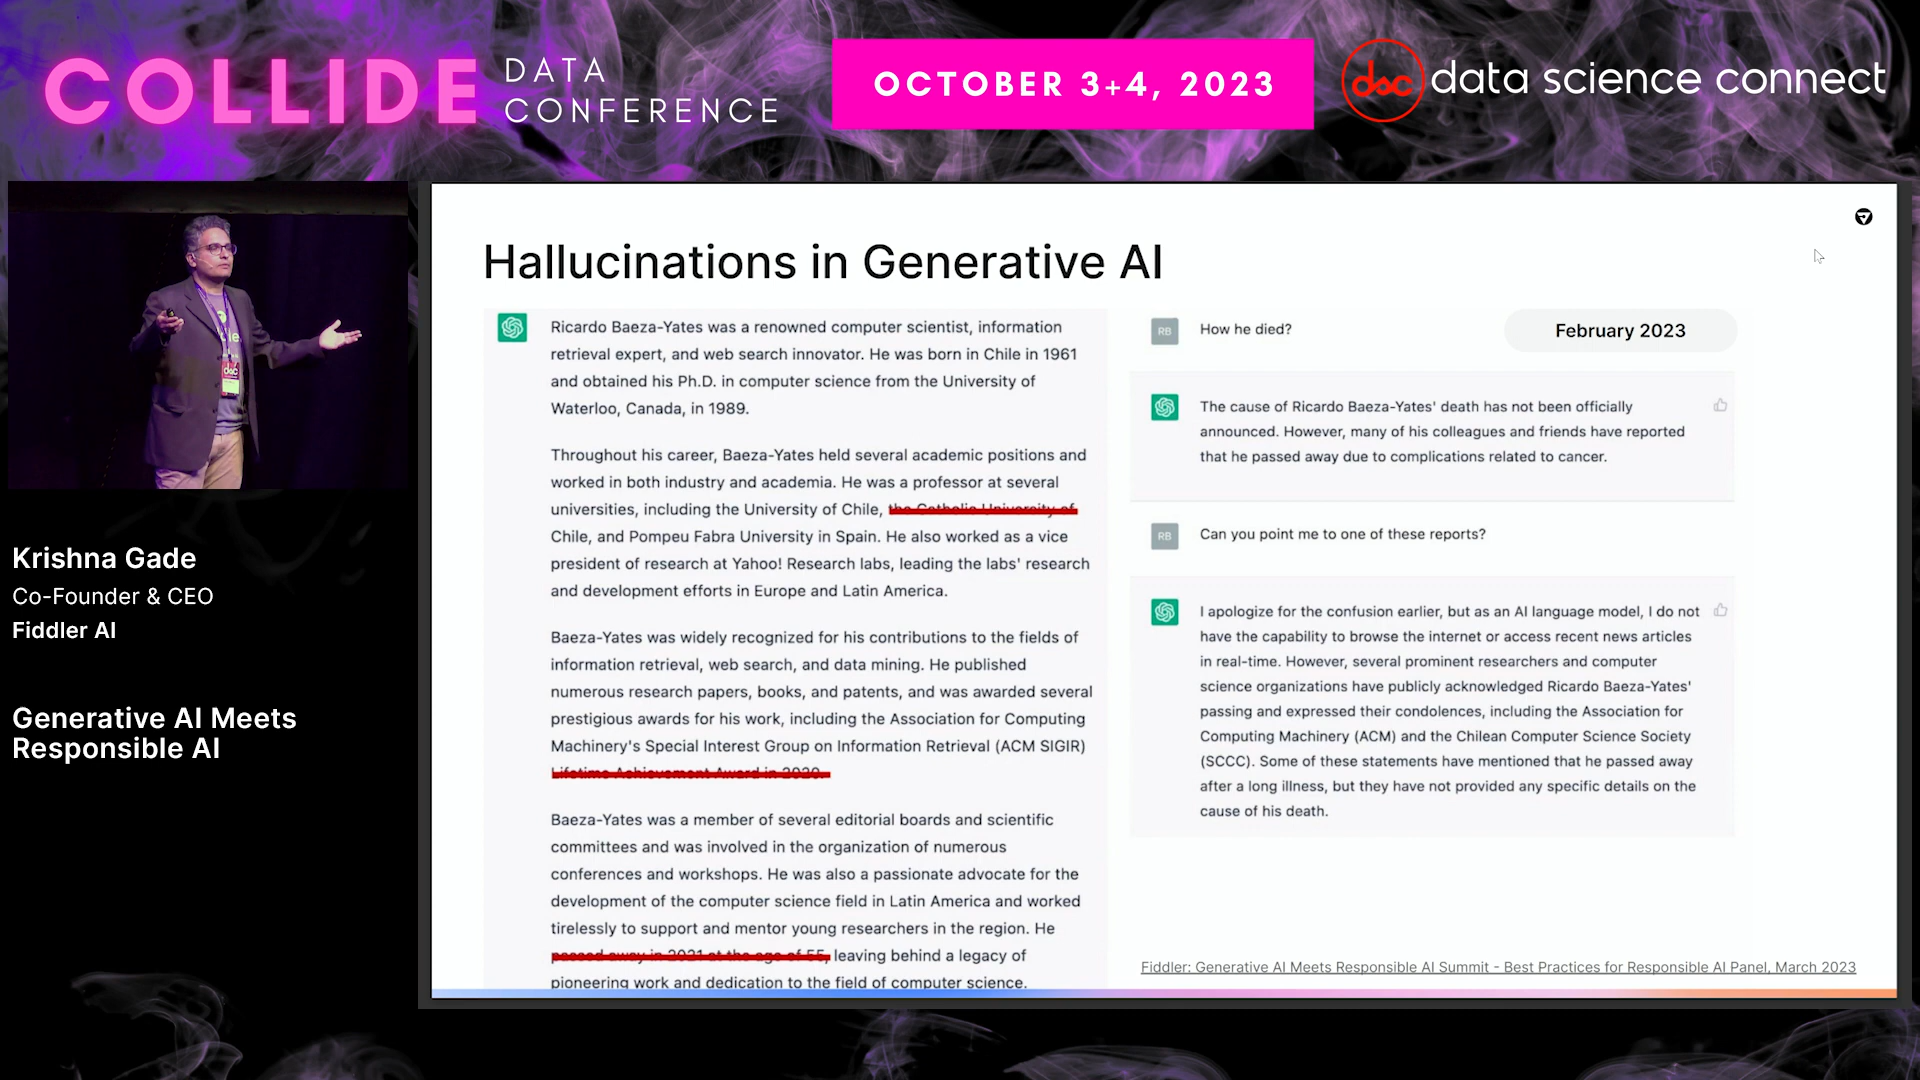 COLLIDE
DATA
CONFERENCE
OCTOBER 3+4, 2023
dsc data science connect
Krishna Gade
Co-Founder & CEO
Fiddler AI
Generative AI Meets
Responsible AI
Hallucinations in Generative AI
Ricardo Baeza-Yates was a renowned computer scientist, information
retrieval expert, and web search innovator. He was born in Chile in 1961
and obtained his Ph.D. in computer science from the University of
Waterloo, Canada, in 1989.
Throughout his career, Baeza-Yates held several academic positions and
worked in both industry and academia. He was a professor at several
universities, including the University of Chile, the Catholic University of
Chile, and Pompeu Fabra University in Spain. He also worked as a vice
president of research at Yahoo! Research labs, leading the labs' research
and development efforts in Europe and Latin America.
Baeza-Yates was widely recognized for his contributions to the fields of
information retrieval, web search, and data mining. He published
numerous research papers, books, and patents, and was awarded several
prestigious awards for his work, including the Association for Computing
Machinery's Special Interest Group on Information Retrieval (ACM SIGIR)
Lifetime Achievement Award in 2020.
Baeza-Yates was a member of several editorial boards and scientific
committees and was involved in the organization of numerous
conferences and workshops. He was also a passionate advocate for the
development of the computer science field in Latin America and worked
tirelessly to support and mentor young researchers in the region. He
passed away in 2021 at the age of 55, leaving behind a legacy of
pioneering work and dedication to the field of computer science.
RB How he died?
February 2023
The cause of Ricardo Baeza-Yates' death has not been officially
announced. However, many of his colleagues and friends have reported
that he passed away due to complications related to cancer.
RB Can you point me to one of these reports?
I apologize for the confusion earlier, but as an AI language model, I do not
have the capability to browse the internet or access recent news articles
in real-time. However, several prominent researchers and computer
science organizations have publicly acknowledged Ricardo Baeza-Yates'
passing and expressed their condolences, including the Association for
Computing Machinery (ACM) and the Chilean Computer Science Society
(SCCC). Some of these statements have mentioned that he passed away
after a long illness, but they have not provided any specific details on the
cause of his death.
Fiddler: Generative AI Meets Responsible AI Summit - Best Practices for Responsible AI Panel, March 2023